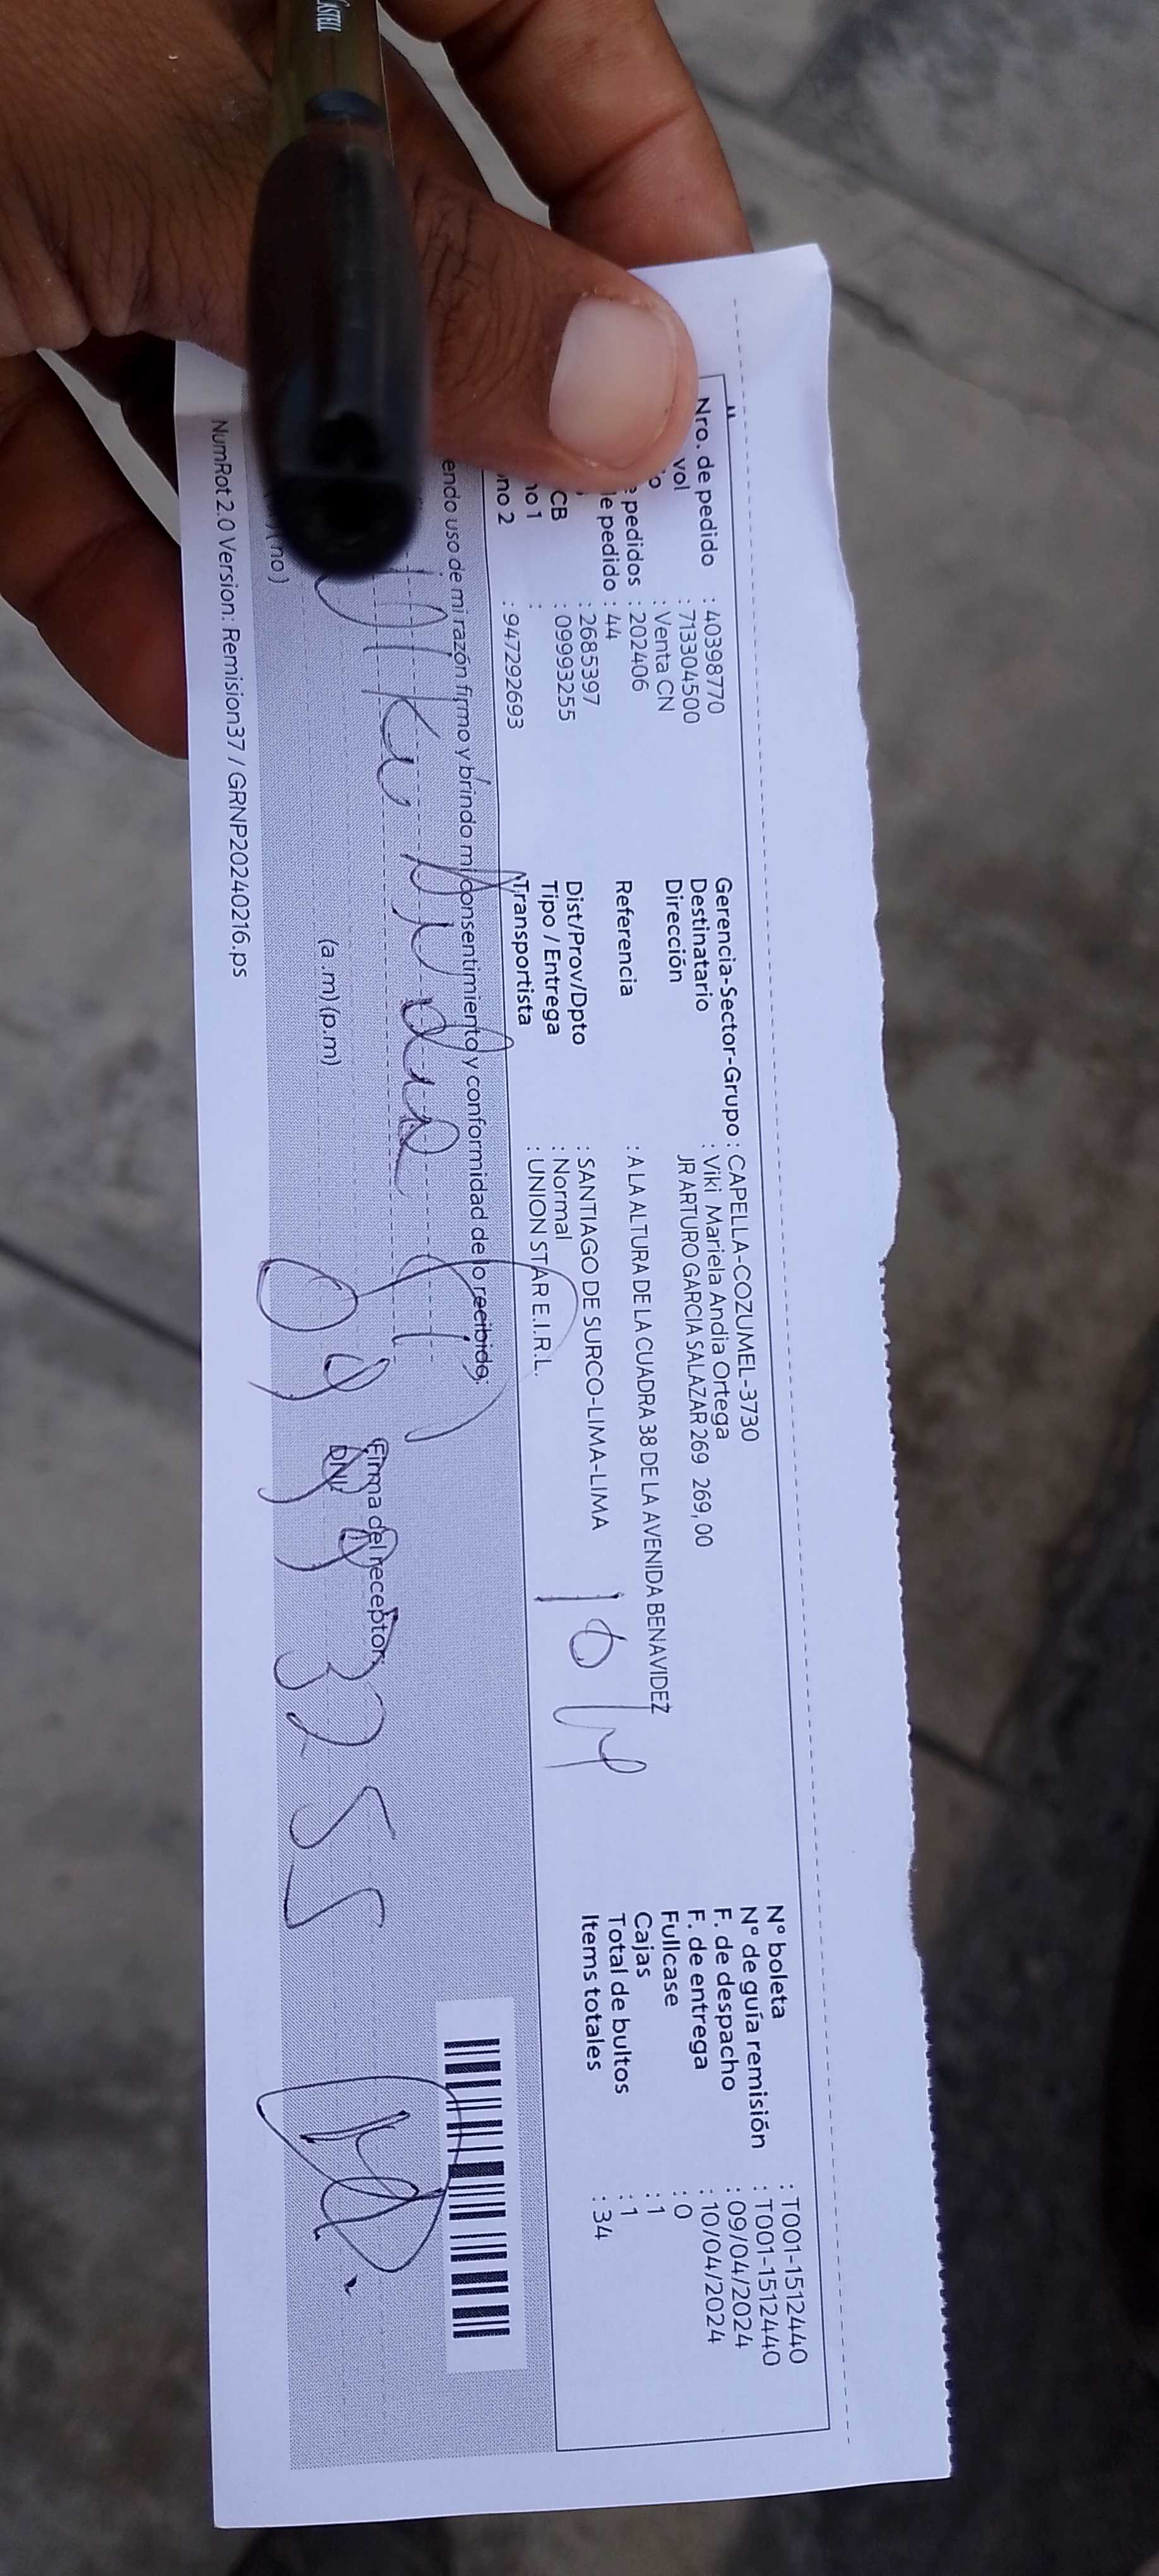 Nro. de pedido : 40398770
vol : 713304500
o : Venta CN
e pedidos : 202406
le pedido : 44
: 2685397
CB : 09993255
no 1 :
no 2 : 947292693
Gerencia-Sector-Grupo : CAPELLA-COZUMEL-3730
Destinatario : Viki Mariela Andia Ortega
Dirección JR ARTURO GARCIA SALAZAR 269 269, 00
Referencia : A LA ALTURA DE LA CUADRA 38 DE LA AVENIDA BENAVIDEZ
Dist/Prov/Dpto : SANTIAGO DE SURCO-LIMA-LIMA
Tipo / Entrega : Normal
Transportista : UNION STAR E.I.R.L.
Nº boleta : T001-1512440
Nº de guía remisión : T001-1512440
F. de despacho : 09/04/2024
F. de entrega : 10/04/2024
Fullcase : 0
Cajas : 1
Total de bultos : 1
Items totales : 34
10 / 4
endo uso de mi razón firmo y brindo mi consentimiento y conformidad de lo recibido:
Firma del receptor:
DNI:
09993255
(a.m)(p.m)
(no)
NumRot 2.0 Version: Remision37 / GRNP20240216.ps